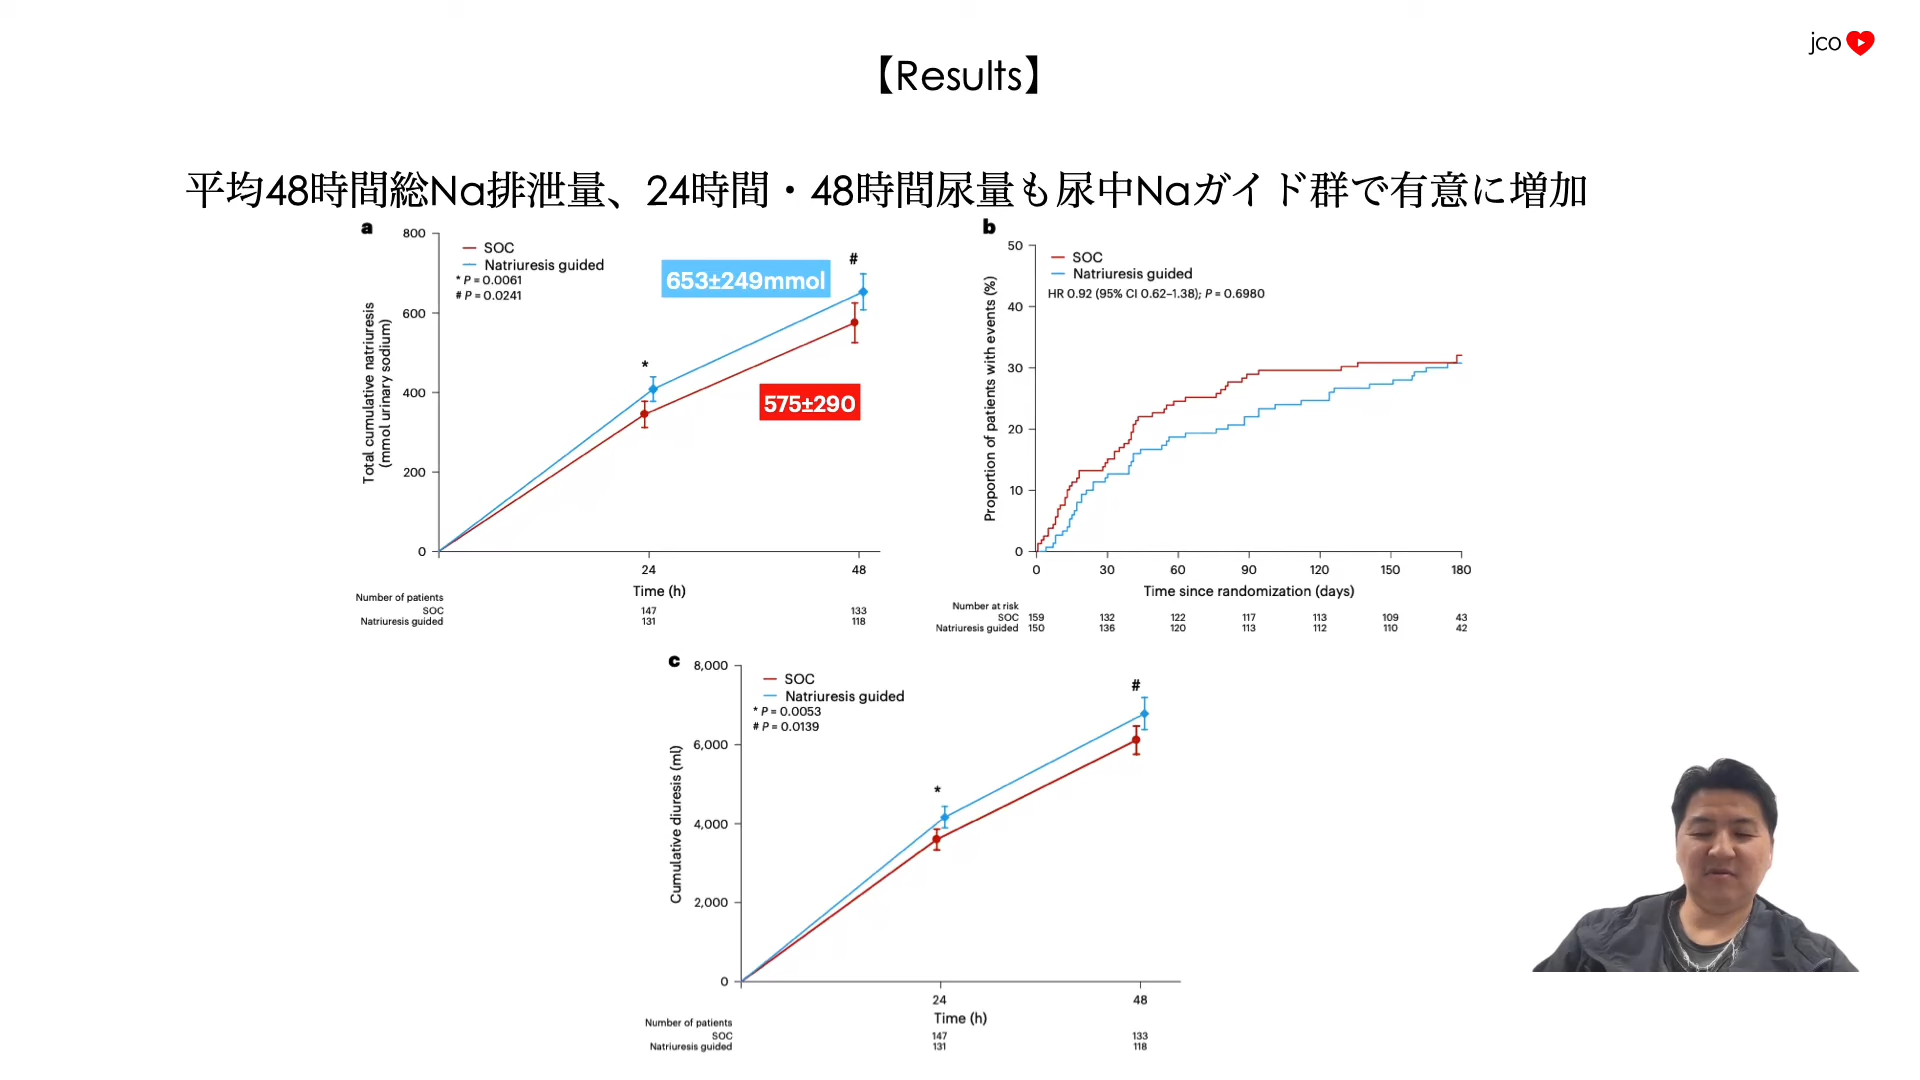 jco
【Results】
平均48時間総Na排泄量、24時間・48時間尿量も尿中Naガイド群で有意に増加
a
SOC
Natriuresis guided
* P = 0.0061
# P = 0.0241
653±249mmol
575±290
*
#
Total cumulative natriuresis
(mmol urinary sodium)
800
600
400
200
0
24
48
Time (h)
Number of patients
SOC 147 133
Natriuresis guided 131 118
b
SOC
Natriuresis guided
HR 0.92 (95% CI 0.62–1.38); P = 0.6980
Proportion of patients with events (%)
50
40
30
20
10
0
0 30 60 90 120 150 180
Time since randomization (days)
Number at risk
SOC 159 132 122 117 113 109 43
Natriuresis guided 150 136 120 113 112 110 42
c
SOC
Natriuresis guided
* P = 0.0053
# P = 0.0139
*
#
Cumulative diuresis (ml)
8,000
6,000
4,000
2,000
0
24
48
Time (h)
Number of patients
SOC 147 133
Natriuresis guided 131 118